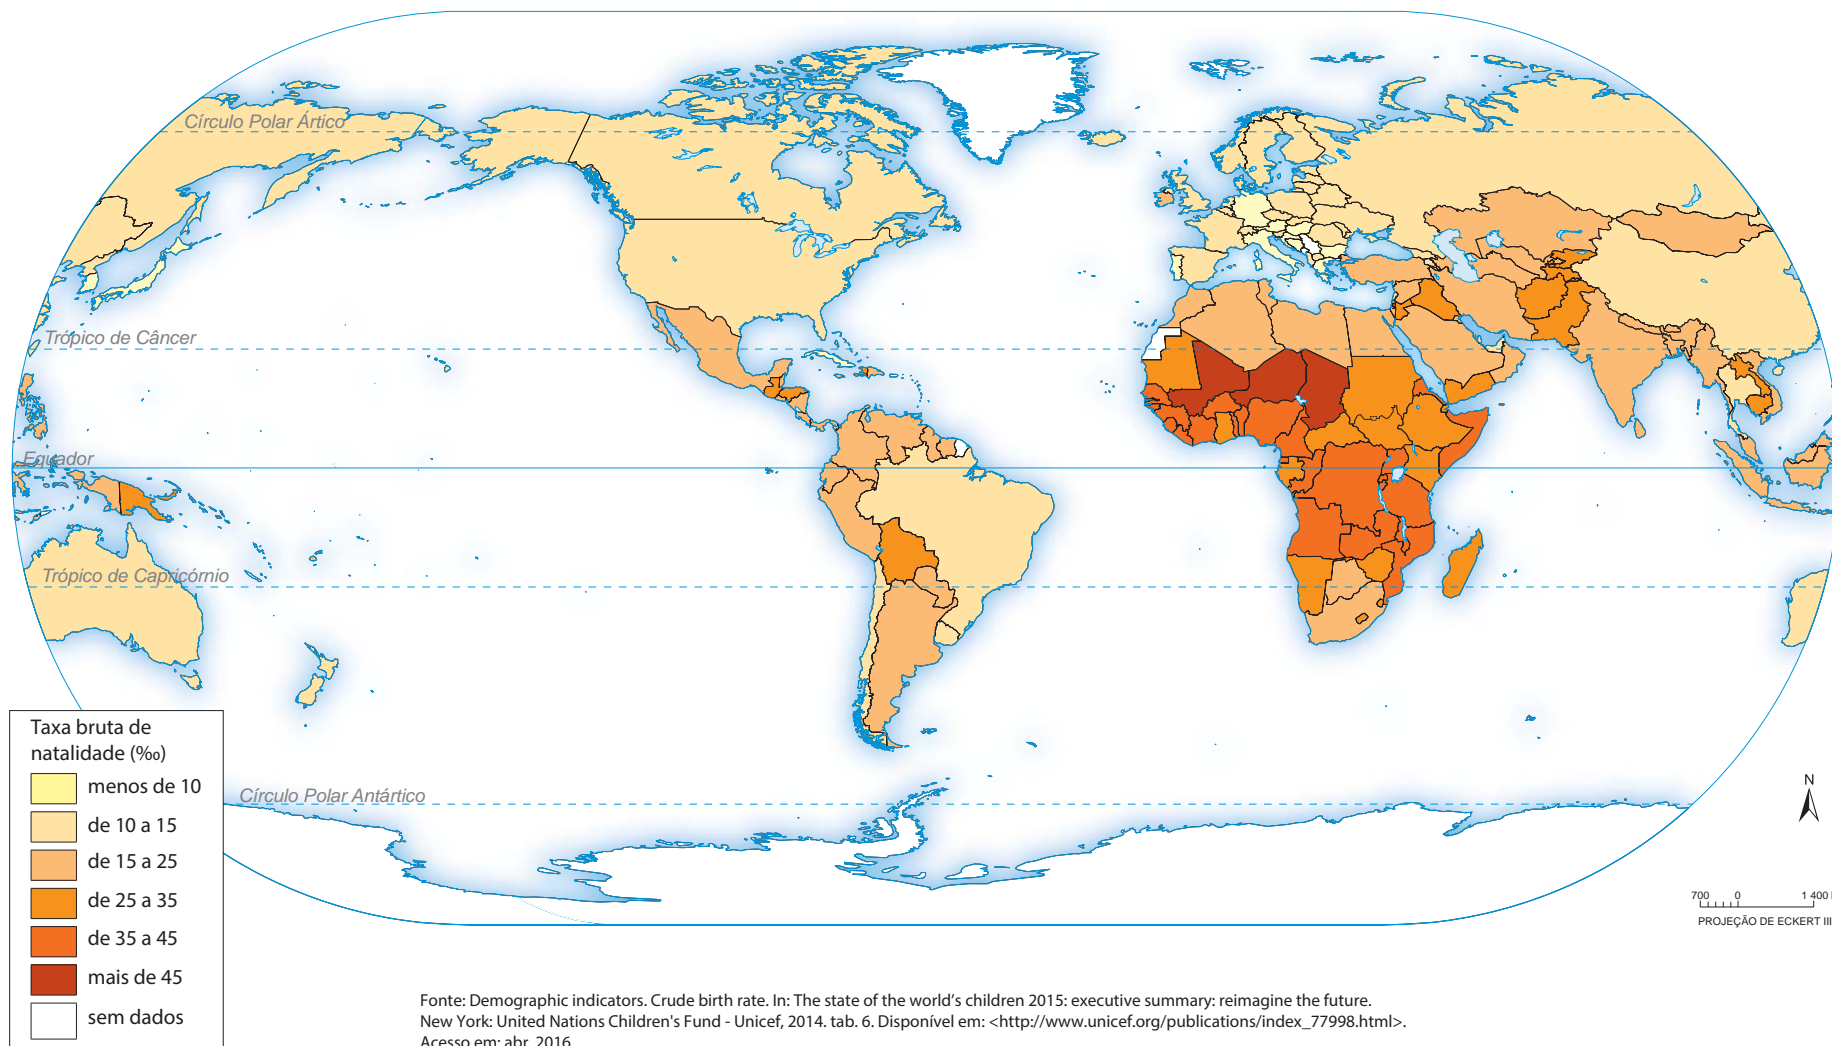 Círculo Polar Ártico
Trópico de Câncer
Equador
Trópico de Capricórnio
Círculo Polar Antártico
Taxa bruta de
natalidade (‰)
menos de 10
de 10 a 15
de 15 a 25
de 25 a 35
de 35 a 45
mais de 45
sem dados
N
700 0 1 400
PROJEÇÃO DE ECKERT III
Fonte: Demographic indicators. Crude birth rate. In: The state of the world’s children 2015: executive summary: reimagine the future.
New York: United Nations Children's Fund - Unicef, 2014. tab. 6. Disponível em: <http://www.unicef.org/publications/index_77998.html>.
Acesso em: abr. 2016